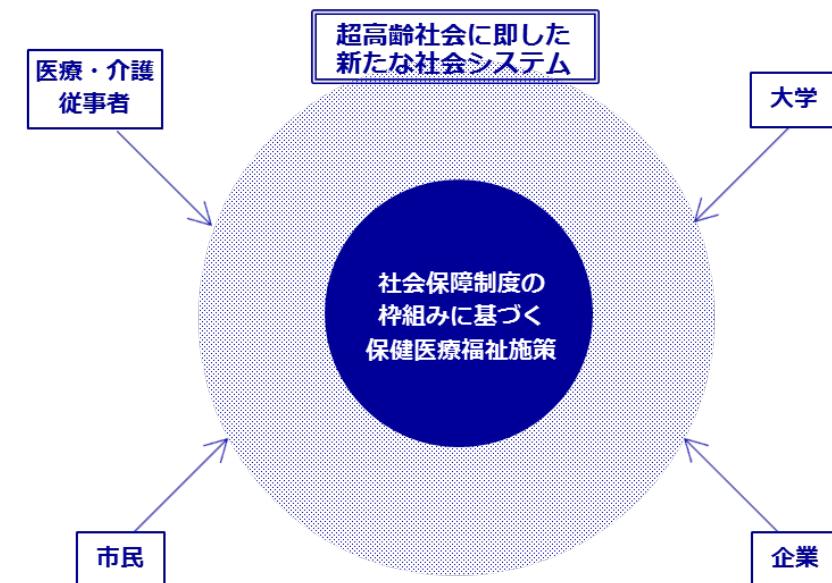 超高齢社会に即した
新たな社会システム
医療・介護
従事者
大学
社会保障制度の
枠組みに基づく
保健医療福祉施策
市民
企業